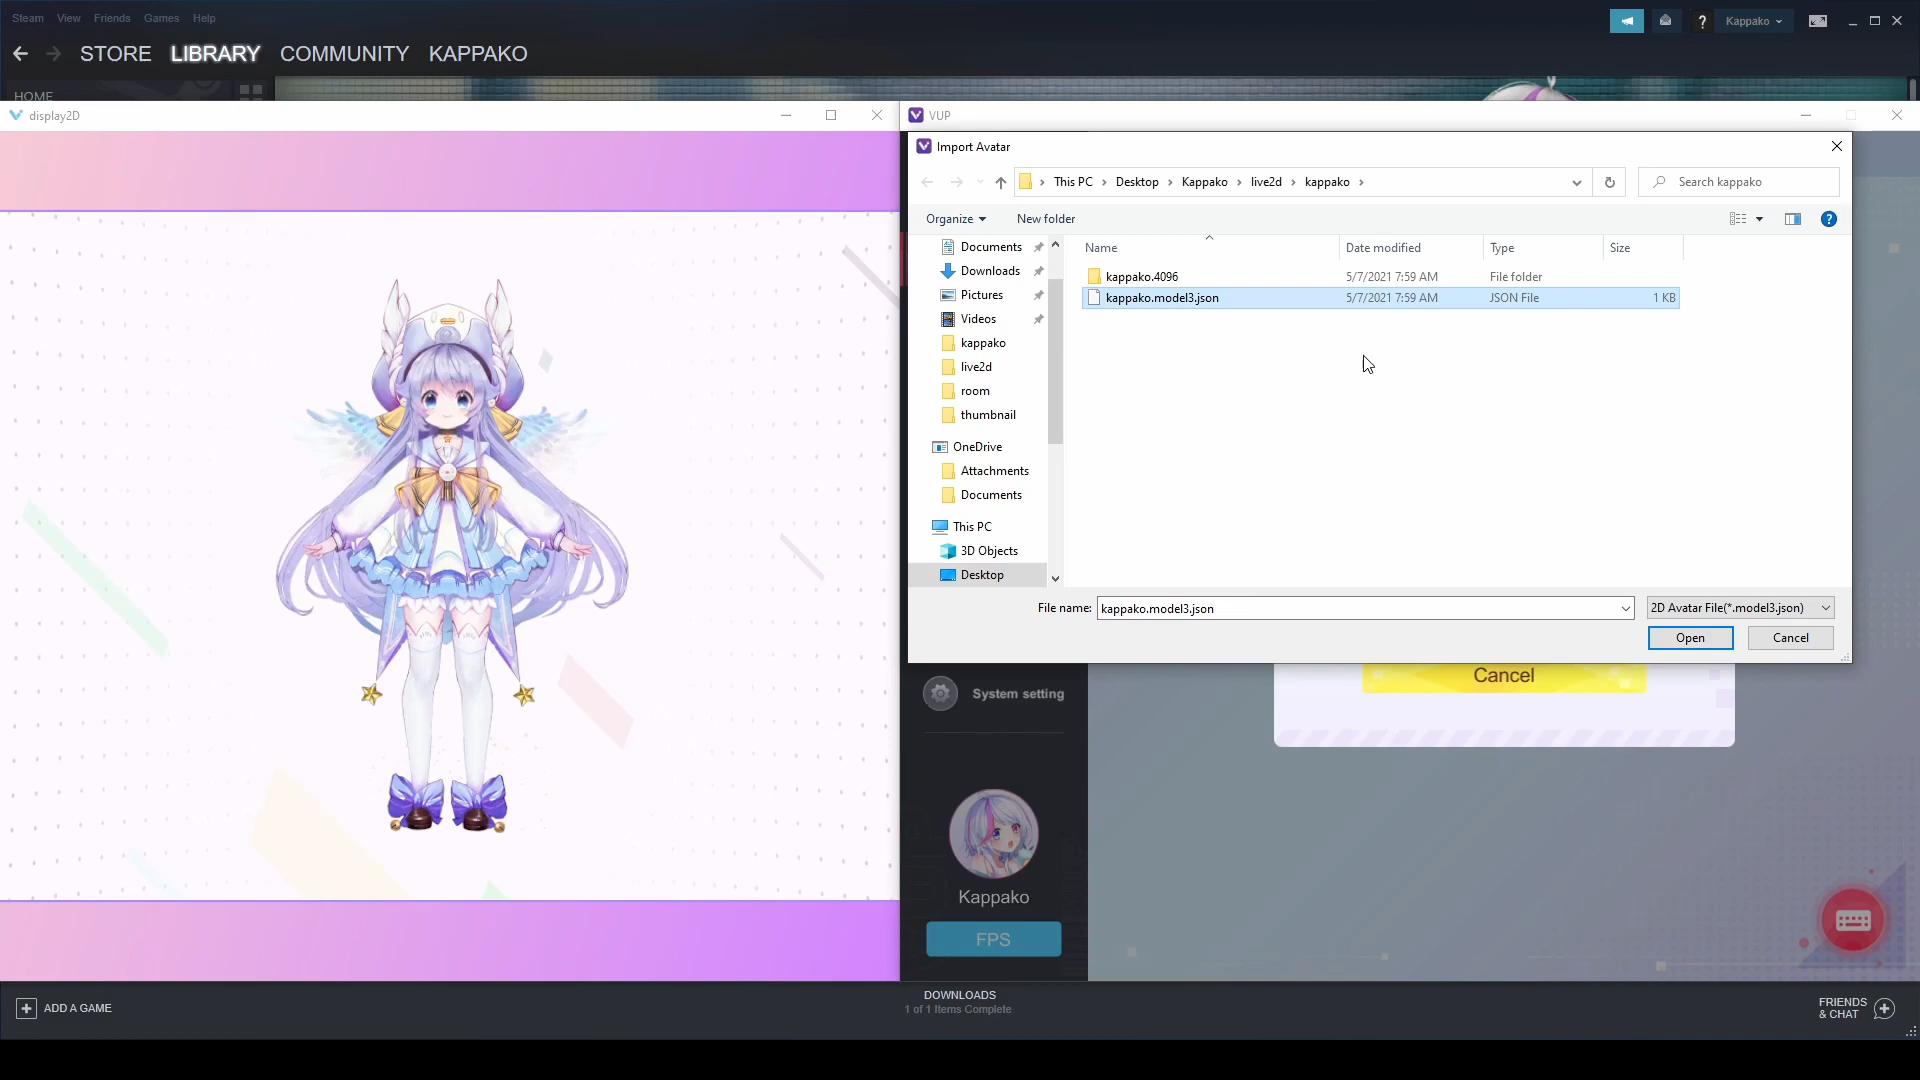 Steam View Friends Games Help
Kappako
STORE LIBRARY COMMUNITY KAPPAKO
HOME
display2D
VUP
Import Avatar
This PC › Desktop › Kappako › live2d › kappako ›
Search kappako
Organize New folder
Name Date modified Type Size
kappako.4096 5/7/2021 7:59 AM File folder
kappako.model3.json 5/7/2021 7:59 AM JSON File 1 KB
Documents
Downloads
Pictures
Videos
kappako
live2d
room
thumbnail
OneDrive
Attachments
Documents
This PC
3D Objects
Desktop
File name: kappako.model3.json 2D Avatar File(*.model3.json)
Open Cancel
Cancel
System setting
Kappako
FPS
ADD A GAME
DOWNLOADS
1 of 1 Items Complete
FRIENDS
& CHAT